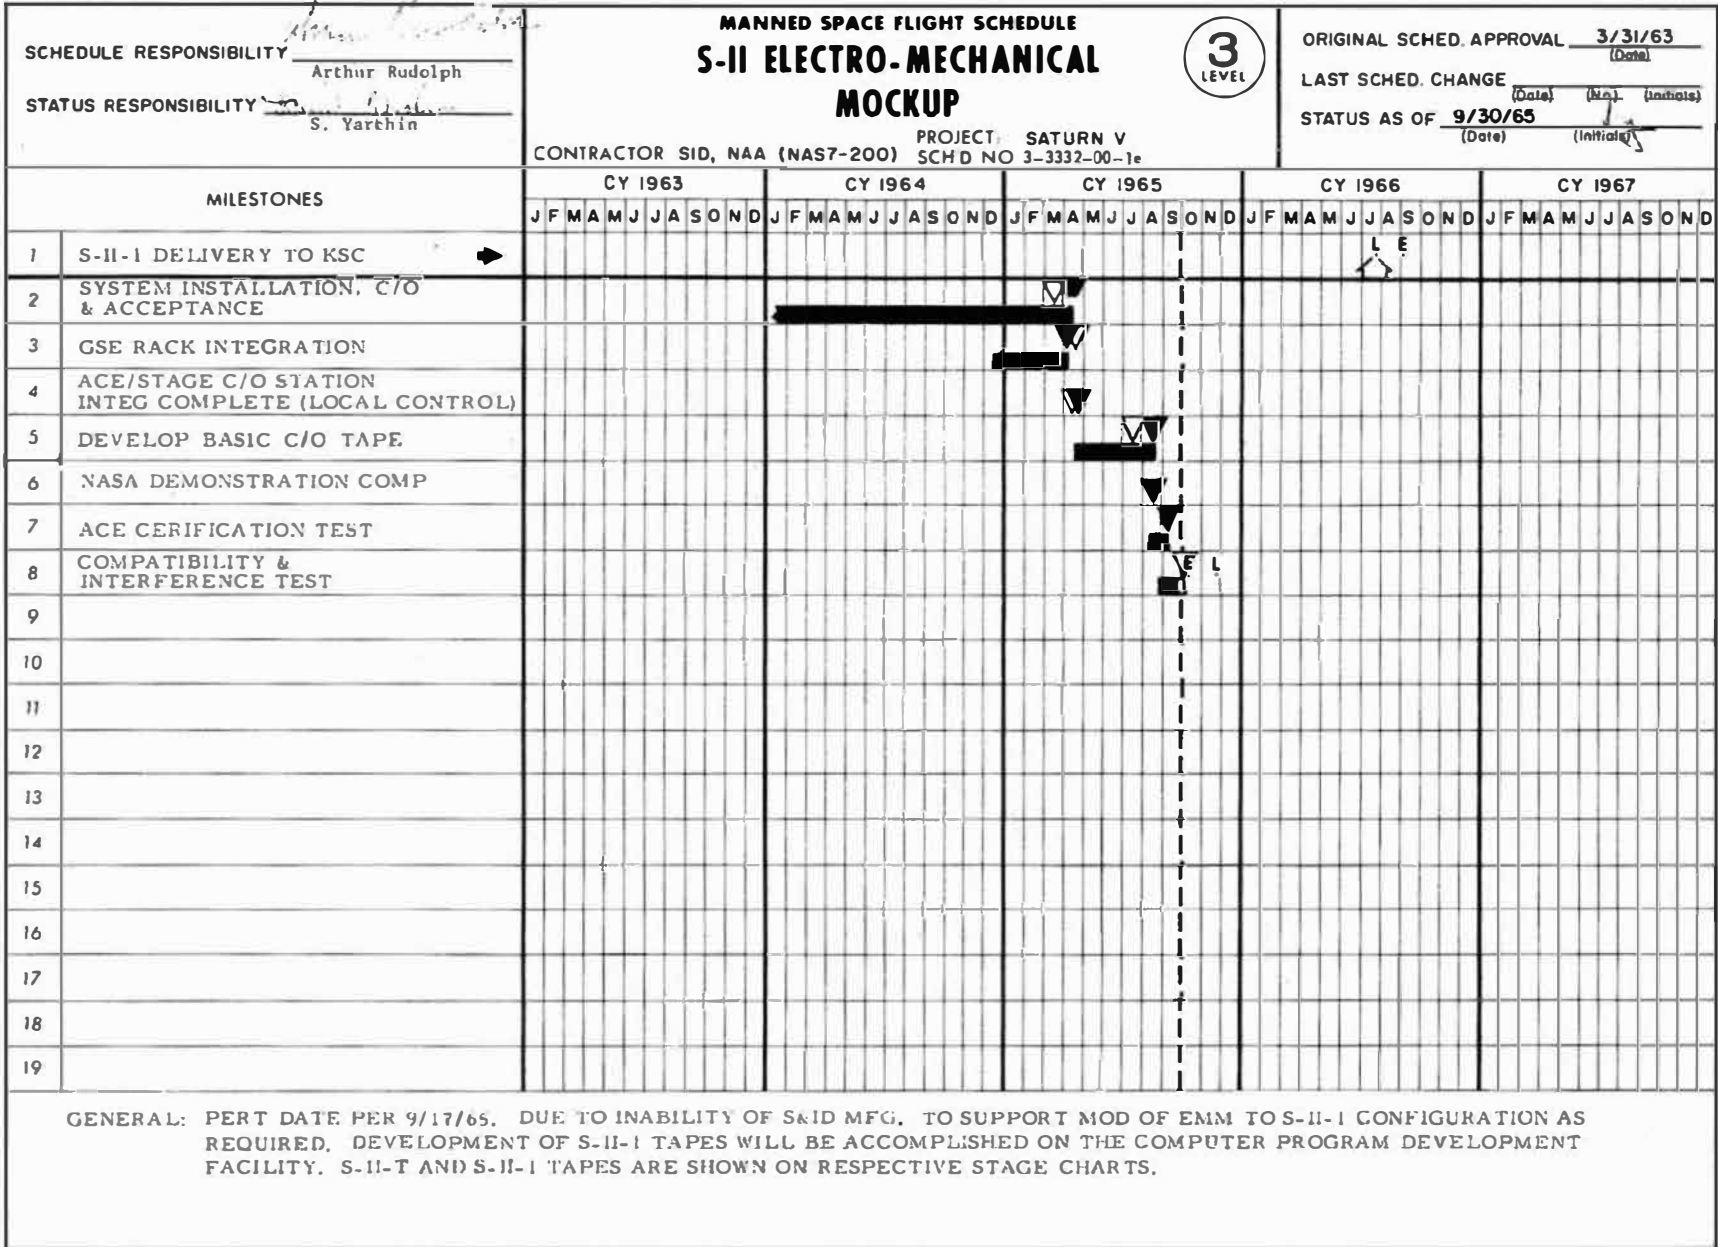 SCHEDULE RESPONSIBILITY
Arthur Rudolph
STATUS RESPONSIBILITY
S. Yarchin
MANNED SPACE FLIGHT SCHEDULE
S-II ELECTRO-MECHANICAL
MOCKUP
PROJECT: SATURN V
CONTRACTOR SID, NAA (NAS7-200) SCH'D NO 3-3332-00-1e
3
LEVEL
ORIGINAL SCHED. APPROVAL 3/31/63
(Date)
LAST SCHED. CHANGE
(Date) (No.) (Initials)
STATUS AS OF 9/30/65
(Date) (Initials)
MILESTONES
CY 1963 CY 1964 CY 1965 CY 1966 CY 1967
J F M A M J J A S O N D J F M A M J J A S O N D J F M A M J J A S O N D J F M A M J J A S O N D J F M A M J J A S O N D
1 S-II-1 DELIVERY TO KSC L E
2 SYSTEM INSTALLATION, C/O
& ACCEPTANCE
3 GSE RACK INTEGRATION
4 ACE/STAGE C/O STATION
INTEG COMPLETE (LOCAL CONTROL)
5 DEVELOP BASIC C/O TAPE
6 NASA DEMONSTRATION COMP
7 ACE CERIFICATION TEST
8 COMPATIBILITY &
INTERFERENCE TEST E L
9
10
11
12
13
14
15
16
17
18
19
GENERAL: PERT DATE PER 9/17/65. DUE TO INABILITY OF S&ID MFG. TO SUPPORT MOD OF EMM TO S-II-1 CONFIGURATION AS
REQUIRED, DEVELOPMENT OF S-II-1 TAPES WILL BE ACCOMPLISHED ON THE COMPUTER PROGRAM DEVELOPMENT
FACILITY. S-II-T AND S-II-1 TAPES ARE SHOWN ON RESPECTIVE STAGE CHARTS.